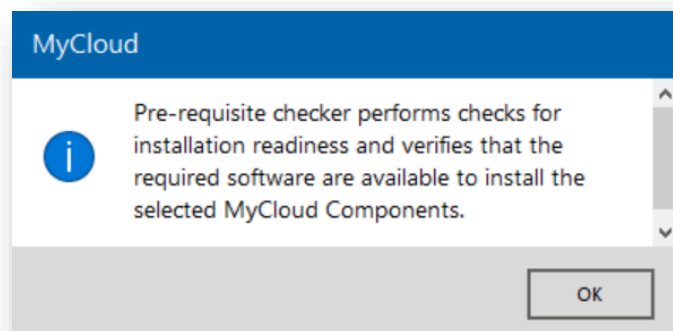 MyCloud
Pre-requisite checker performs checks for
installation readiness and verifies that the
required software are available to install the
selected MyCloud Components.
OK